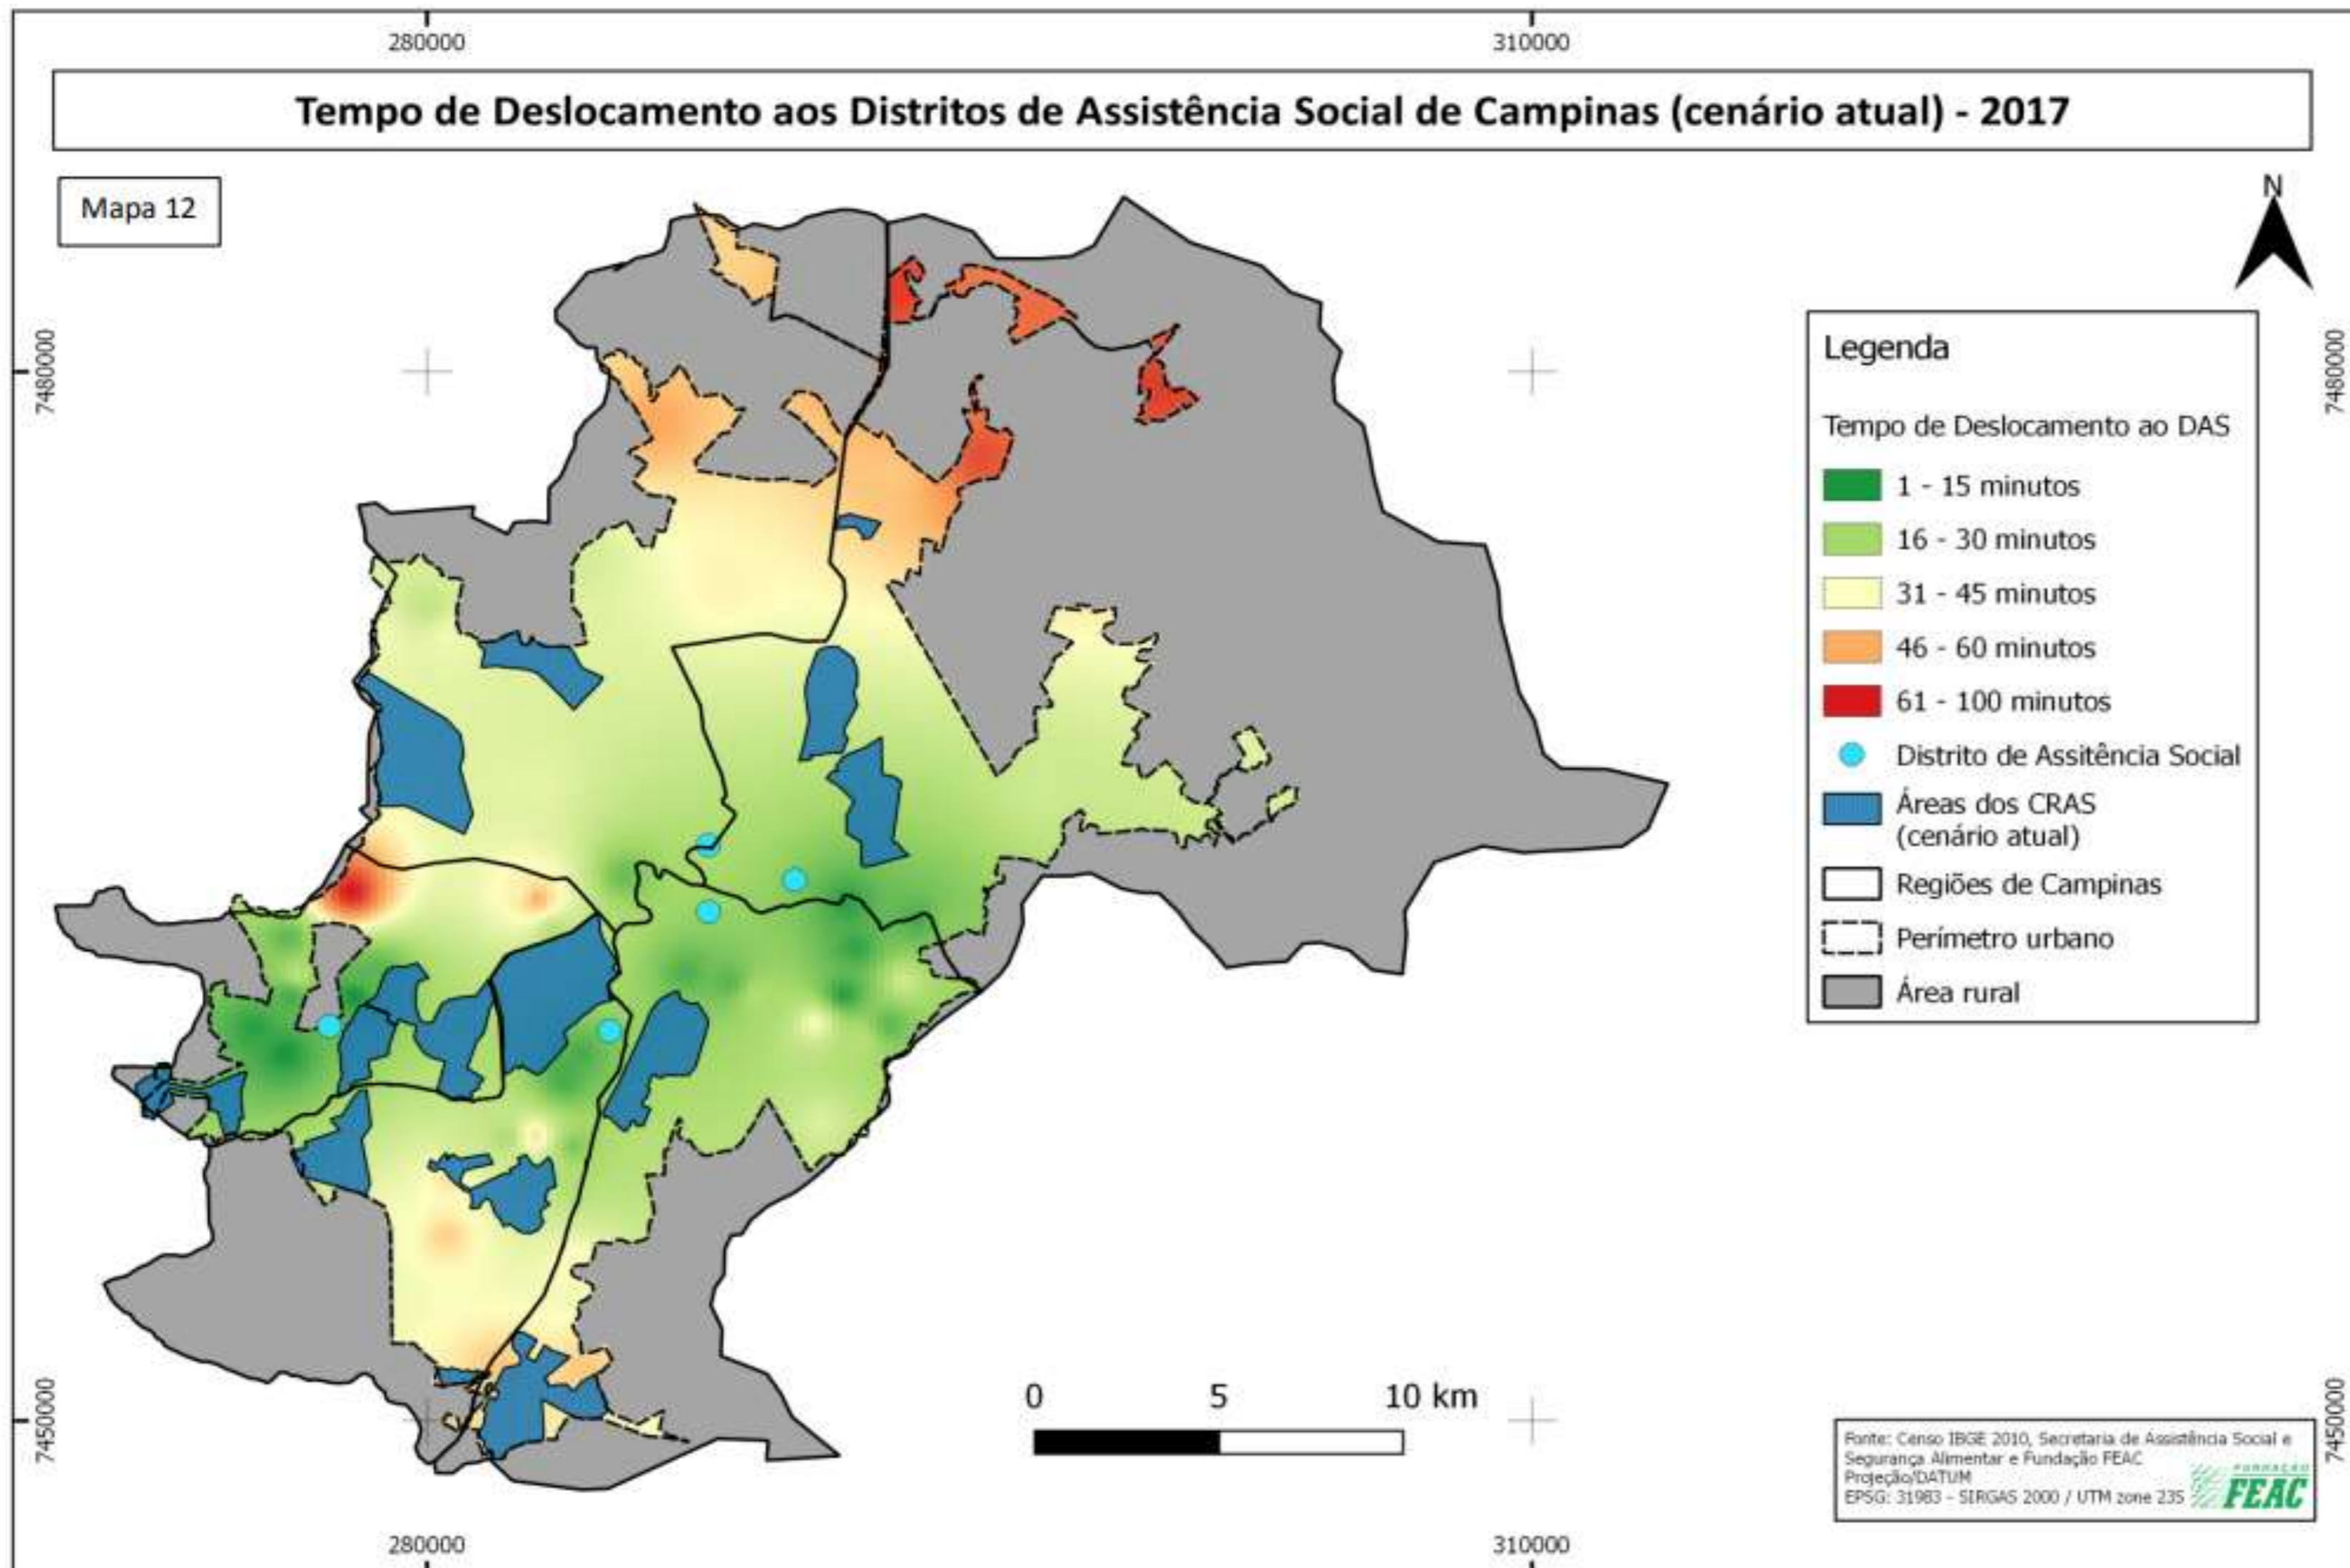 280000
310000
Tempo de Deslocamento aos Distritos de Assistência Social de Campinas (cenário atual) - 2017
Mapa 12
N
7480000
7480000
Legenda
Tempo de Deslocamento ao DAS
1 - 15 minutos
16 - 30 minutos
31 - 45 minutos
46 - 60 minutos
61 - 100 minutos
Distrito de Assitência Social
Áreas dos CRAS
(cenário atual)
Regiões de Campinas
Perímetro urbano
Área rural
0 5 10 km
7450000
7450000
Fonte: Censo IBGE 2010, Secretaria de Assistência Social e
Segurança Alimentar e Fundação FEAC
Projeção/DATUM
EPSG: 31983 - SIRGAS 2000 / UTM zone 23S
FUNDAÇÃO
FEAC
280000
310000